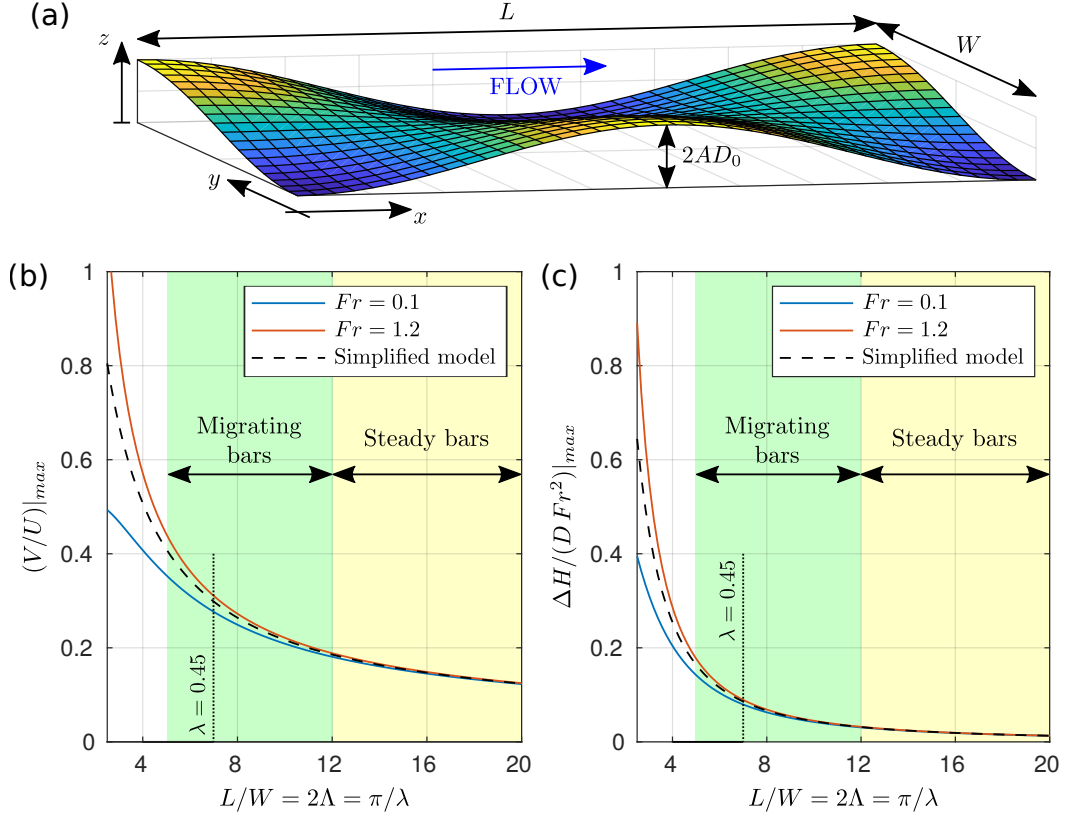 (a)
L
z
W
FLOW
2AD₀
y
x
(b)
1
0.8
0.6
0.4
0.2
0
(V/U)|ₘₐₓ
Fr = 0.1
Fr = 1.2
Simplified model
Migrating
bars
Steady bars
λ = 0.45
4 8 12 16 20
L/W = 2Λ = π/λ
(c)
1
0.8
0.6
0.4
0.2
0
ΔH/(D Fr²)|ₘₐₓ
Fr = 0.1
Fr = 1.2
Simplified model
Migrating
bars
Steady bars
λ = 0.45
4 8 12 16 20
L/W = 2Λ = π/λ